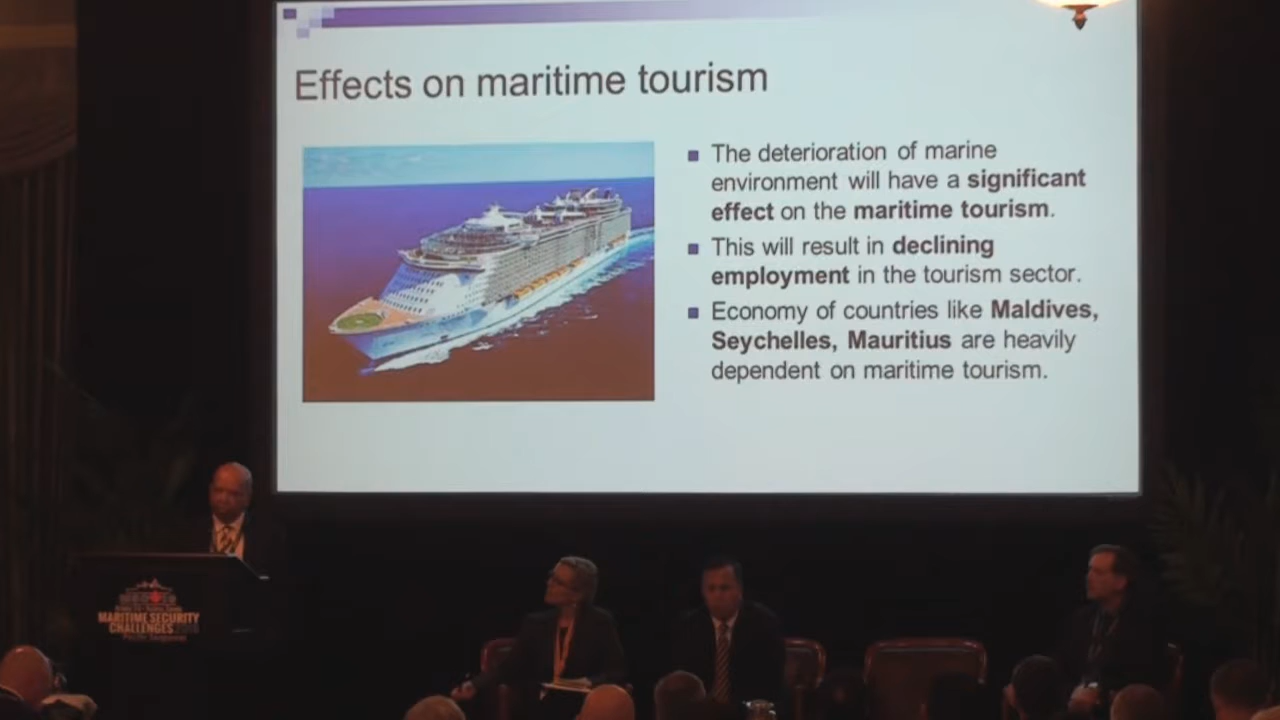 Effects on maritime tourism
The deterioration of marine
environment will have a significant
effect on the maritime tourism.
This will result in declining
employment in the tourism sector.
Economy of countries like Maldives,
Seychelles, Mauritius are heavily
dependent on maritime tourism.
MARITIME SECURITY
CHALLENGES